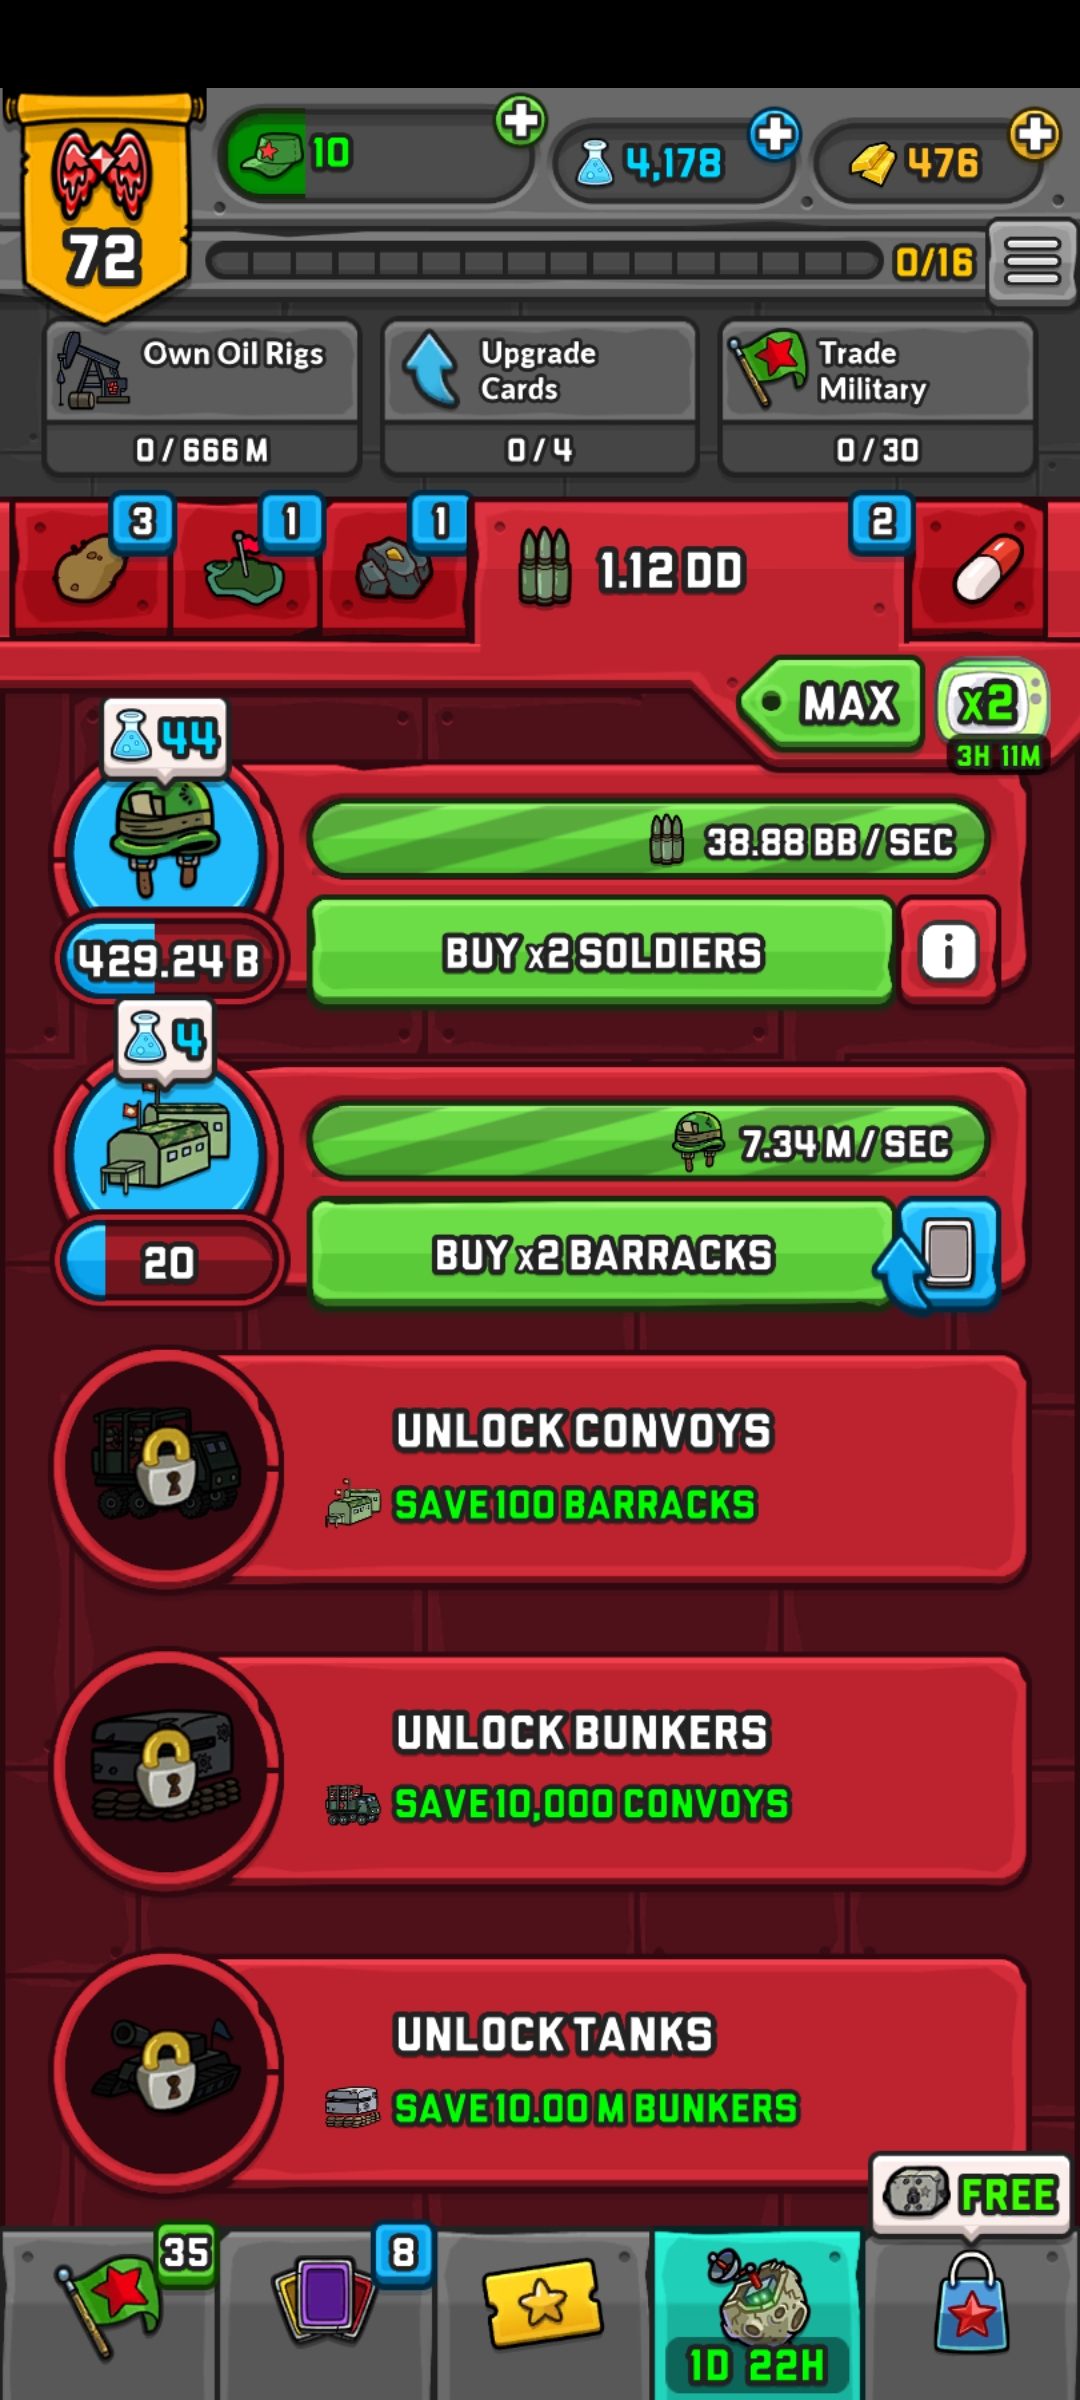 72
10
4,178
476
0/16
Own Oil Rigs
0 / 666 M
Upgrade
Cards
0 / 4
Trade
Military
0 / 30
3
1
1
1.12 DD
2
MAX
x2
3H 11M
44
38.88 BB / SEC
429.24 B
BUY x2 SOLDIERS
i
4
7.34 M / SEC
20
BUY x2 BARRACKS
UNLOCK CONVOYS
SAVE 100 BARRACKS
UNLOCK BUNKERS
SAVE 10,000 CONVOYS
UNLOCK TANKS
SAVE 10.00 M BUNKERS
FREE
35
8
1D 22H